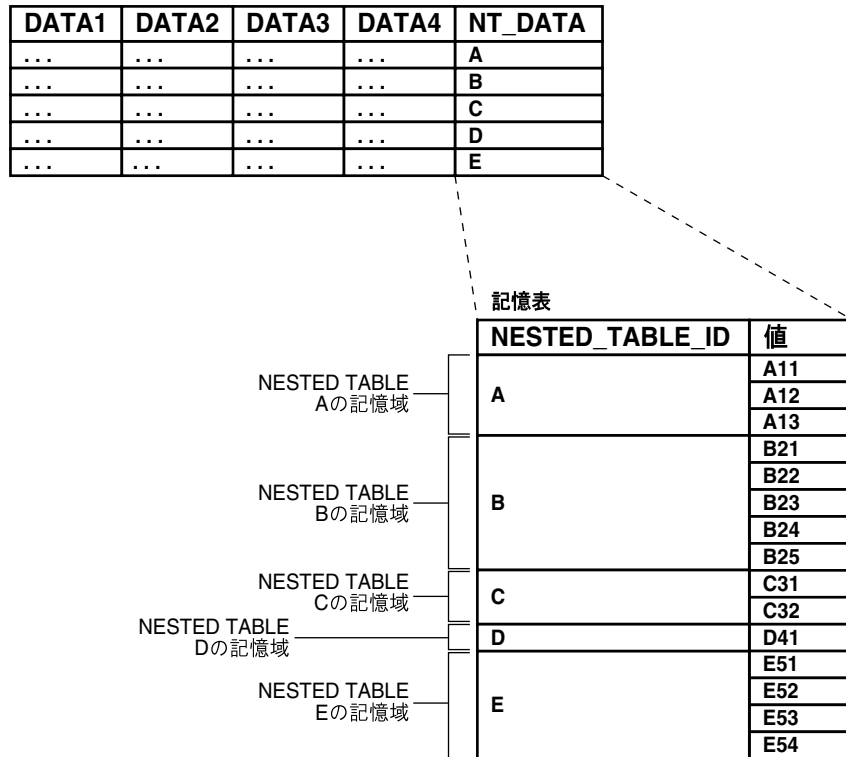 DATA1 DATA2 DATA3 DATA4 NT_DATA
... ... ... ... A
... ... ... ... B
... ... ... ... C
... ... ... ... D
... ... ... ... E
記憶表
NESTED_TABLE_ID 値
NESTED TABLE
Aの記憶域
A
A11
A12
A13
NESTED TABLE
Bの記憶域
B
B21
B22
B23
B24
B25
NESTED TABLE
Cの記憶域
C
C31
C32
NESTED TABLE
Dの記憶域
D
D41
NESTED TABLE
Eの記憶域
E
E51
E52
E53
E54